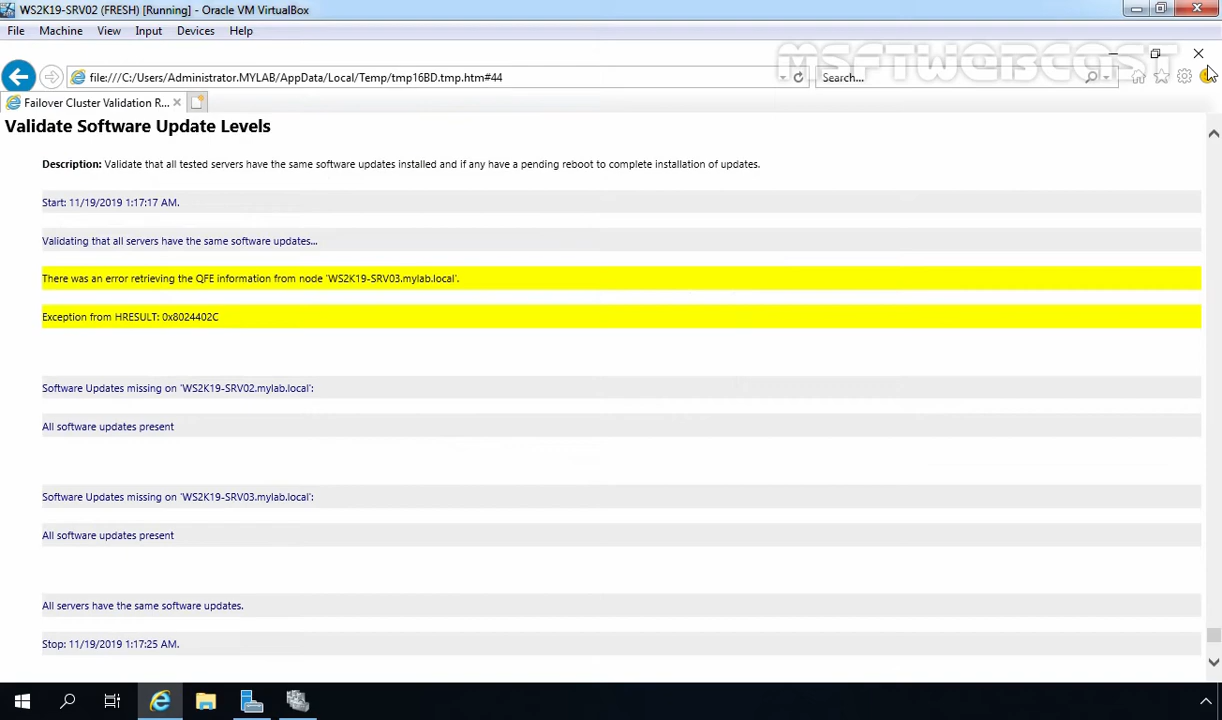 WS2K19-SRV02 (FRESH) [Running] - Oracle VM VirtualBox
File Machine View Input Devices Help
MSFTWEBCAST
file:///C:/Users/Administrator.MYLAB/AppData/Local/Temp/tmp16BD.tmp.htm#44
Search...
Failover Cluster Validation R...
Validate Software Update Levels
Description: Validate that all tested servers have the same software updates installed and if any have a pending reboot to complete installation of updates.
Start: 11/19/2019 1:17:17 AM.
Validating that all servers have the same software updates...
There was an error retrieving the QFE information from node 'WS2K19-SRV03.mylab.local'.
Exception from HRESULT: 0x8024402C
Software Updates missing on 'WS2K19-SRV02.mylab.local':
All software updates present
Software Updates missing on 'WS2K19-SRV03.mylab.local':
All software updates present
All servers have the same software updates.
Stop: 11/19/2019 1:17:25 AM.